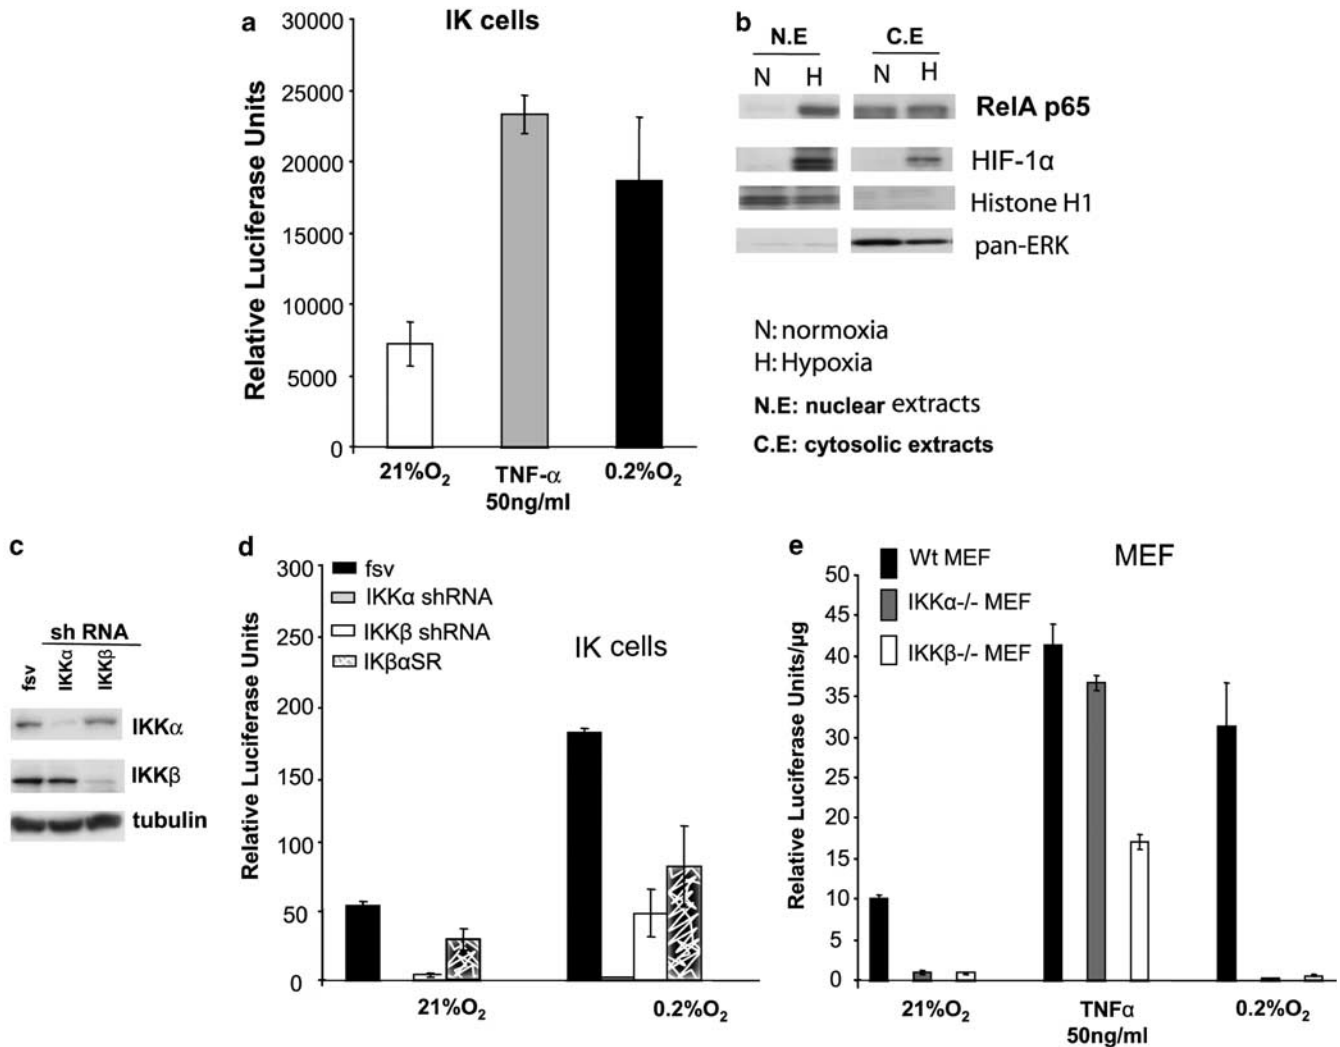 a
IK cells
Relative Luciferase Units
30000
25000
20000
15000
10000
5000
0
21%O₂
TNF-α
50ng/ml
0.2%O₂
b
N.E
C.E
N H N H
RelA p65
HIF-1α
Histone H1
pan-ERK
N: normoxia
H: Hypoxia
N.E: nuclear extracts
C.E: cytosolic extracts
c
sh RNA
fsv IKKα IKKβ
IKKα
IKKβ
tubulin
d
fsv
IKKα shRNA
IKKβ shRNA
IKβαSR
IK cells
Relative Luciferase Units
300
250
200
150
100
50
0
21%O₂
0.2%O₂
e
MEF
Wt MEF
IKKα-/- MEF
IKKβ-/- MEF
Relative Luciferase Units/µg
50
45
40
35
30
25
20
15
10
5
0
21%O₂
TNFα
50ng/ml
0.2%O₂